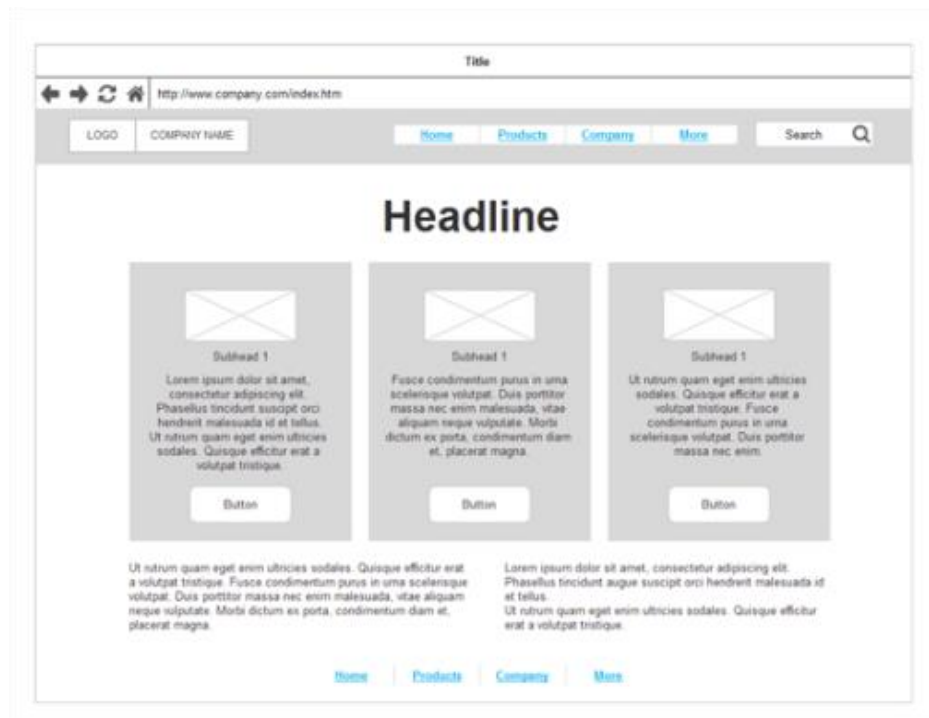 Title
http://www.company.com/index.htm
LOGO
COMPANY NAME
Home
Products
Company
More
Search
Headline
Subhead 1
Lorem ipsum dolor sit amet,
consectetur adipiscing elit.
Phasellus tincidunt suscipit orci
hendrerit malesuada id et tellus.
Ut rutrum quam eget enim ultricies
sodales. Quisque efficitur erat a
volutpat tristique.
Button
Subhead 1
Fusce condimentum purus in urna
scelerisque volutpat. Duis porttitor
massa nec enim malesuada, vitae
aliquam neque vulputate. Morbi
dictum ex porta, condimentum diam
et, placerat magna.
Button
Subhead 1
Ut rutrum quam eget enim ultricies
sodales. Quisque efficitur erat a
volutpat tristique. Fusce
condimentum purus in urna
scelerisque volutpat. Duis porttitor
massa nec enim.
Button
Ut rutrum quam eget enim ultricies sodales. Quisque efficitur erat
a volutpat tristique. Fusce condimentum purus in urna scelerisque
volutpat. Duis porttitor massa nec enim malesuada, vitae aliquam
neque vulputate. Morbi dictum ex porta, condimentum diam et,
placerat magna.
Lorem ipsum dolor sit amet, consectetur adipiscing elit.
Phasellus tincidunt augue suscipit orci hendrerit malesuada id
et tellus.
Ut rutrum quam eget enim ultricies sodales. Quisque efficitur
erat a volutpat tristique.
Home
Products
Company
More